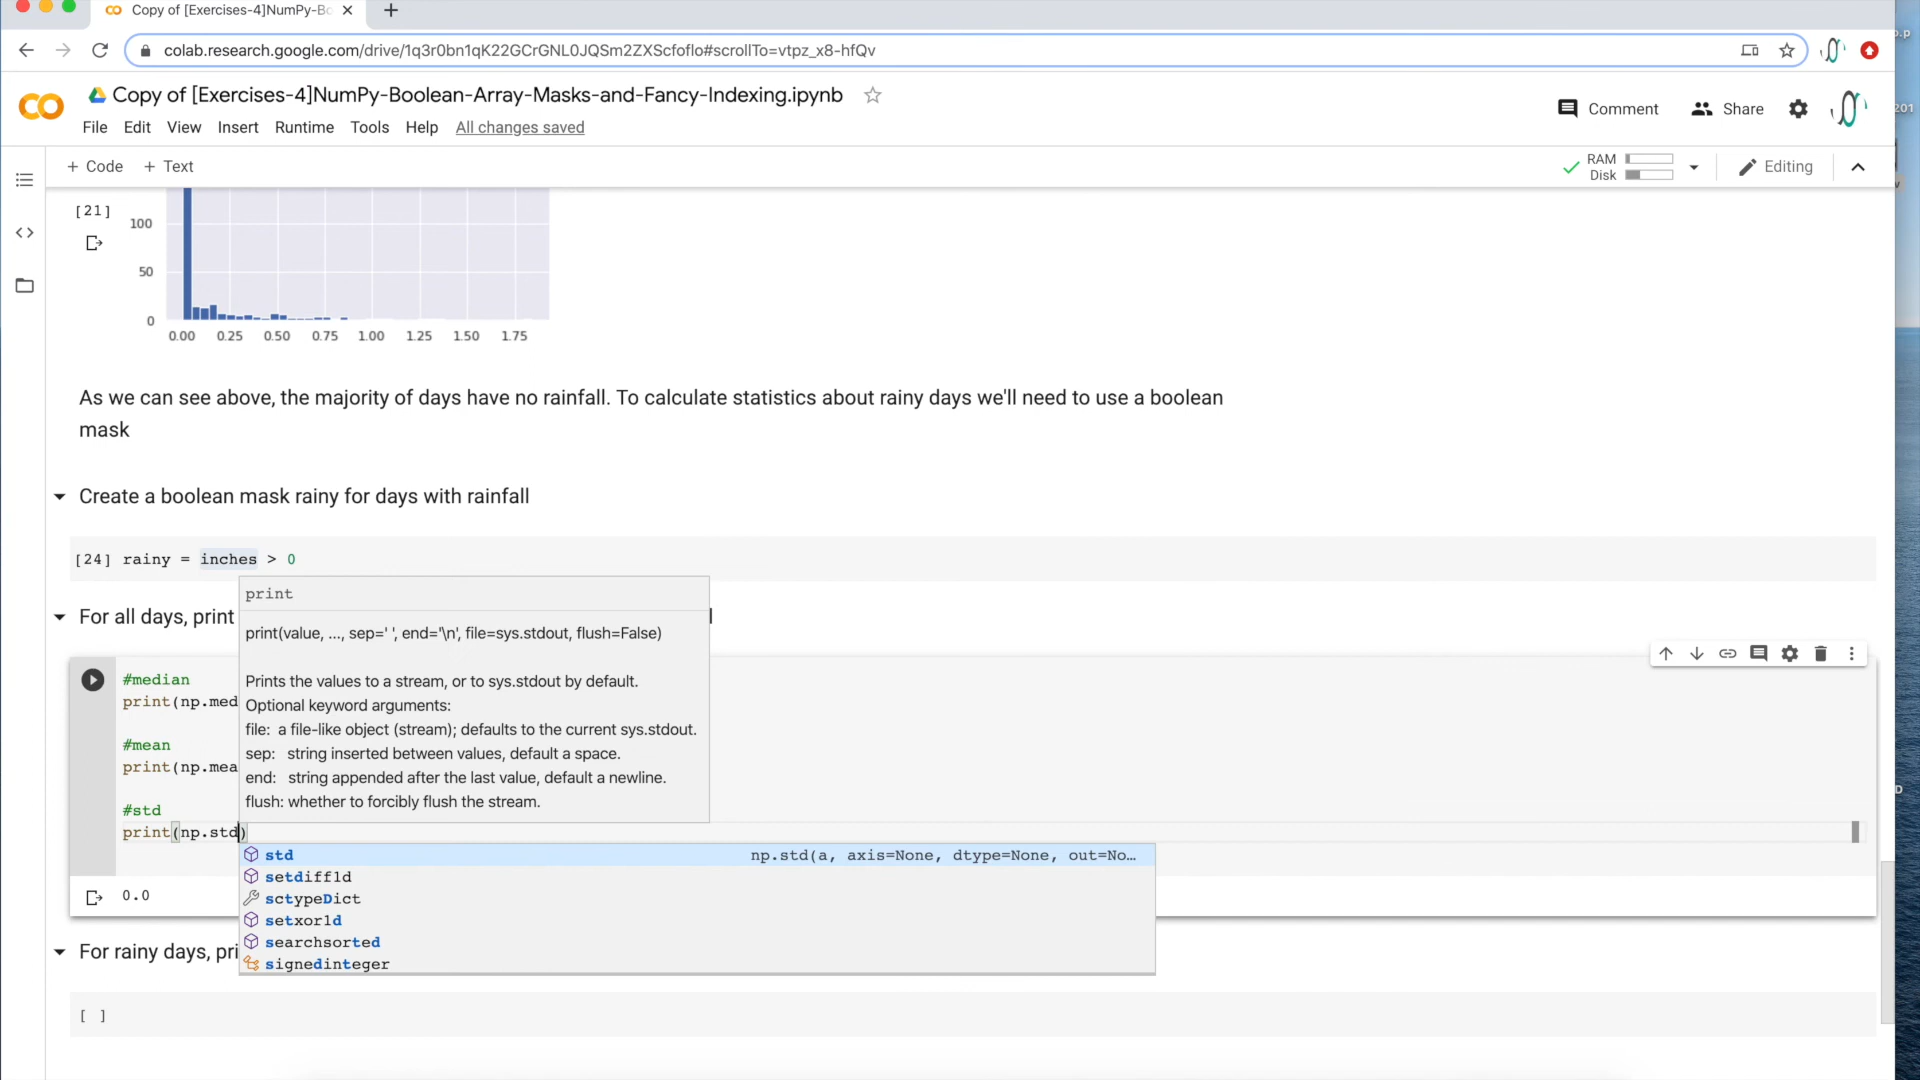 Copy of [Exercises-4]NumPy-Bo
colab.research.google.com/drive/1q3r0bn1qK22GCrGNL0JQSm2ZXScfoflo#scrollTo=vtpz_x8-hfQv
Copy of [Exercises-4]NumPy-Boolean-Array-Masks-and-Fancy-Indexing.ipynb
Comment
Share
File Edit View Insert Runtime Tools Help All changes saved
+ Code + Text
RAM
Disk
Editing
[21]
100
50
0
0.00 0.25 0.50 0.75 1.00 1.25 1.50 1.75
As we can see above, the majority of days have no rainfall. To calculate statistics about rainy days we'll need to use a boolean
mask
Create a boolean mask rainy for days with rainfall
[24] rainy = inches > 0
print
For all days, print
print(value, ..., sep=' ', end='\n', file=sys.stdout, flush=False)
#median
Prints the values to a stream, or to sys.stdout by default.
print(np.med
Optional keyword arguments:
file: a file-like object (stream); defaults to the current sys.stdout.
#mean
sep: string inserted between values, default a space.
print(np.mea
end: string appended after the last value, default a newline.
flush: whether to forcibly flush the stream.
#std
print(np.std)
std np.std(a, axis=None, dtype=None, out=No…
setdiff1d
0.0
sctypeDict
setxor1d
searchsorted
For rainy days, pri
signedinteger
[ ]